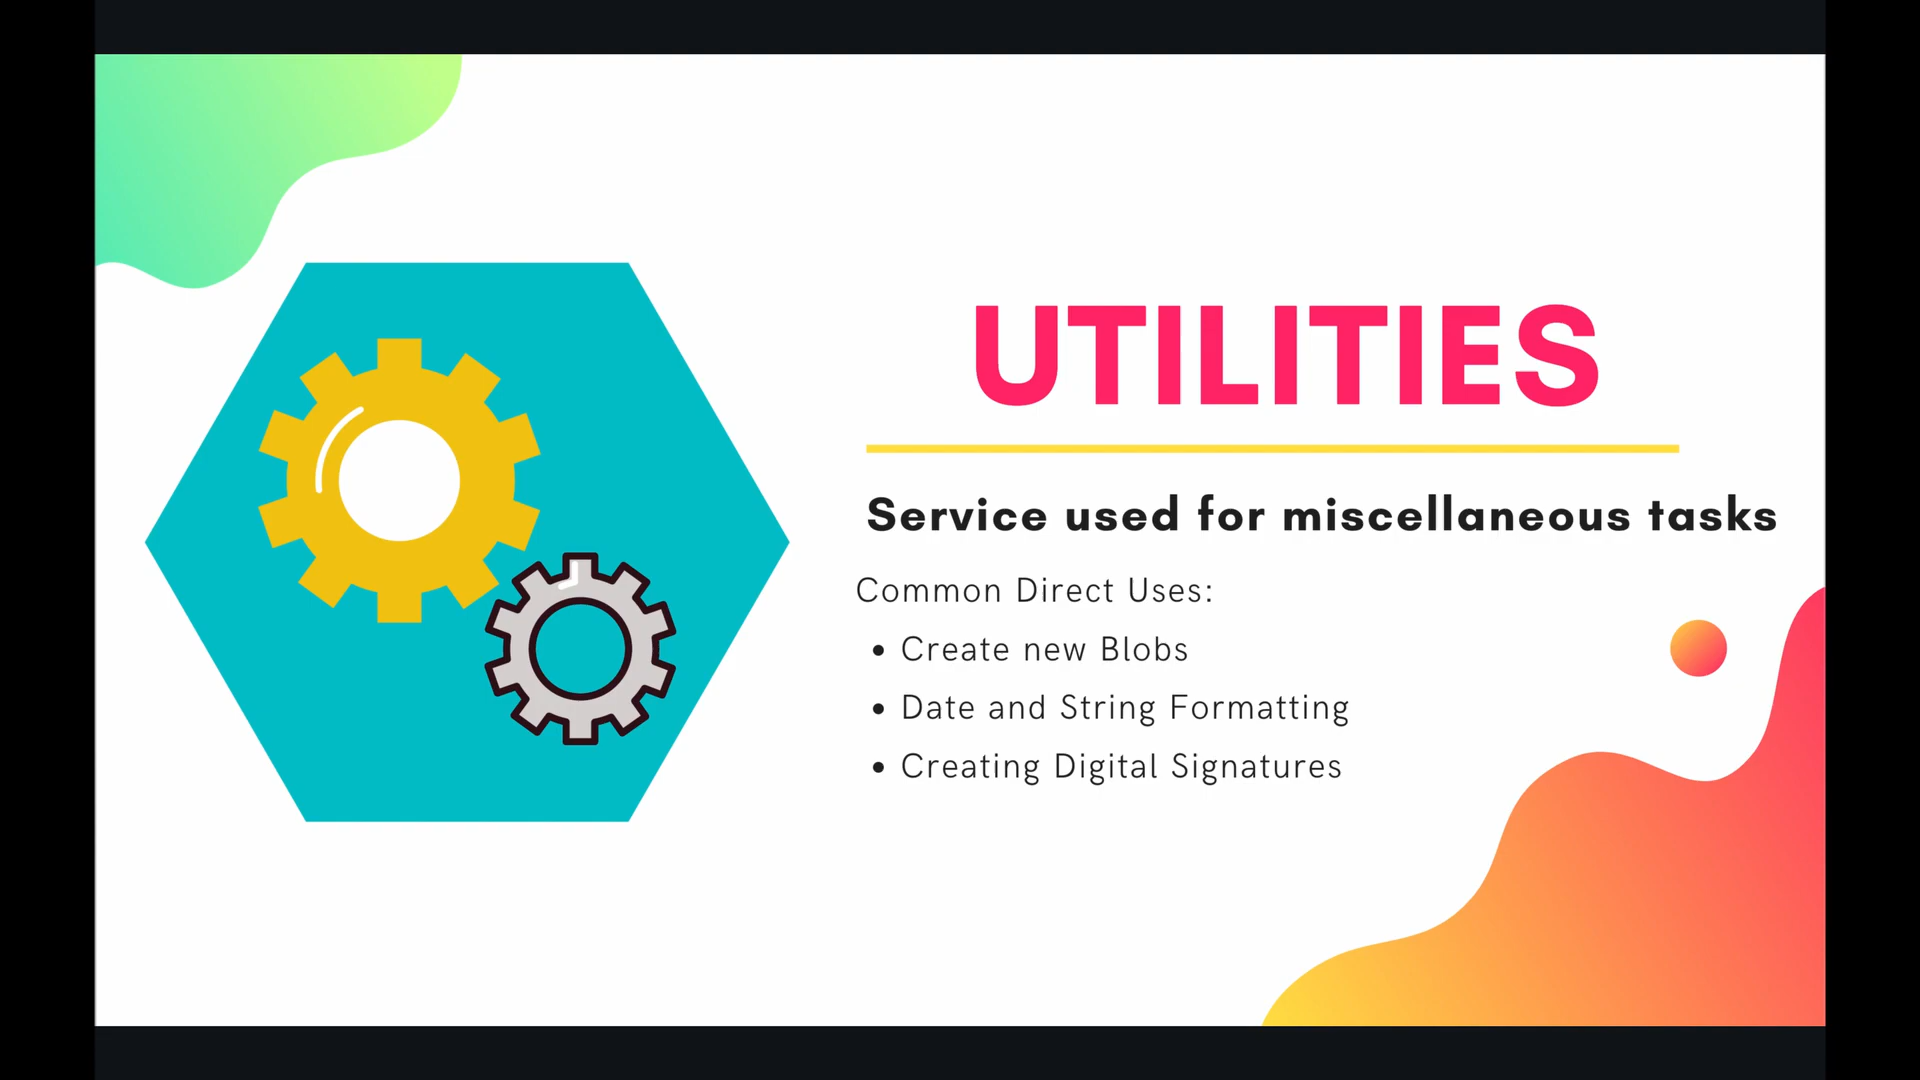 UTILITIES
Service used for miscellaneous tasks
Common Direct Uses:
• Create new Blobs
• Date and String Formatting
• Creating Digital Signatures